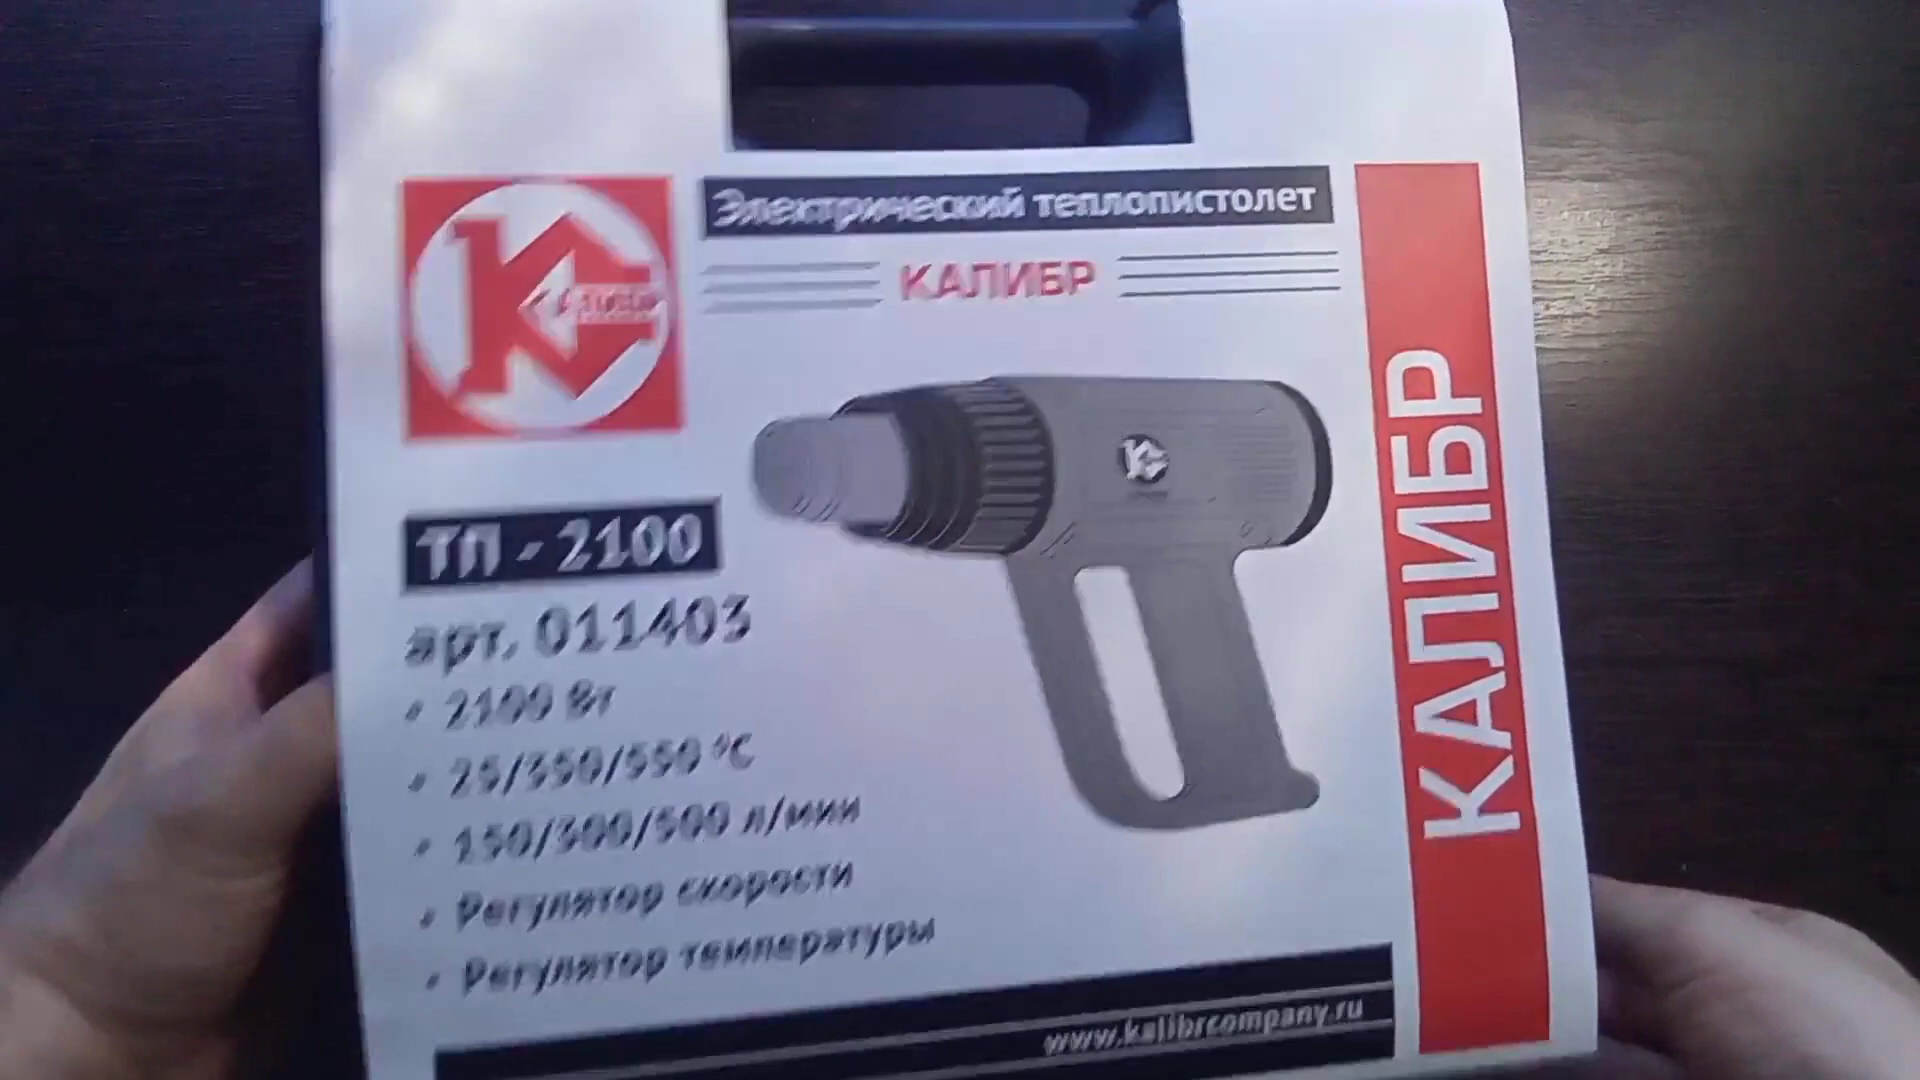 Электрический теплопистолет
КАЛИБР
КАЛИБР
ТП - 2100
арт. 011403
• 2100 Вт
• 25/350/550 °С
• 150/300/500 л/мин
• Регулятор скорости
• Регулятор температуры
www.kalibrcompany.ru
КАЛИБР